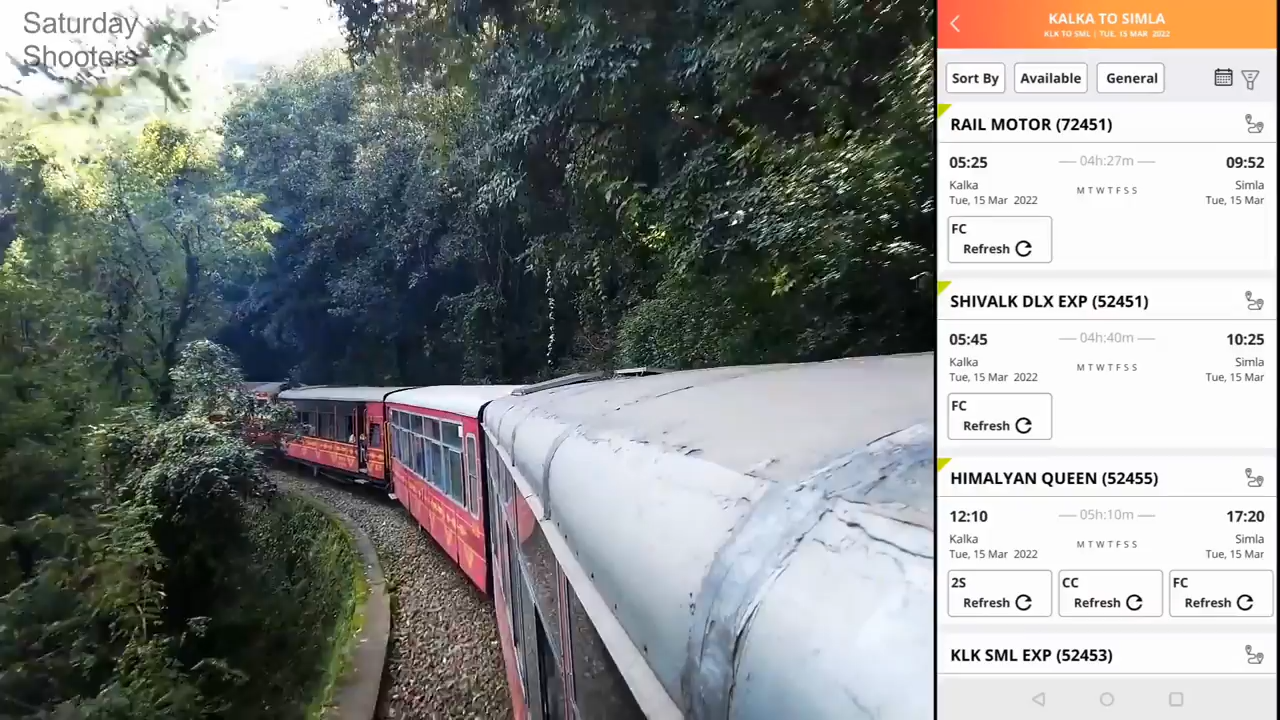 Saturday
Shooters
KALKA TO SIMLA
KLK TO SML | TUE, 15 MAR 2022
Sort By
Available
General
RAIL MOTOR (72451)
05:25
04h:27m
09:52
Kalka
M T W T F S S
Simla
Tue, 15 Mar 2022
Tue, 15 Mar
FC
Refresh
SHIVALK DLX EXP (52451)
05:45
04h:40m
10:25
Kalka
M T W T F S S
Simla
Tue, 15 Mar 2022
Tue, 15 Mar
FC
Refresh
HIMALYAN QUEEN (52455)
12:10
05h:10m
17:20
Kalka
M T W T F S S
Simla
Tue, 15 Mar 2022
Tue, 15 Mar
2S
Refresh
CC
Refresh
FC
Refresh
KLK SML EXP (52453)